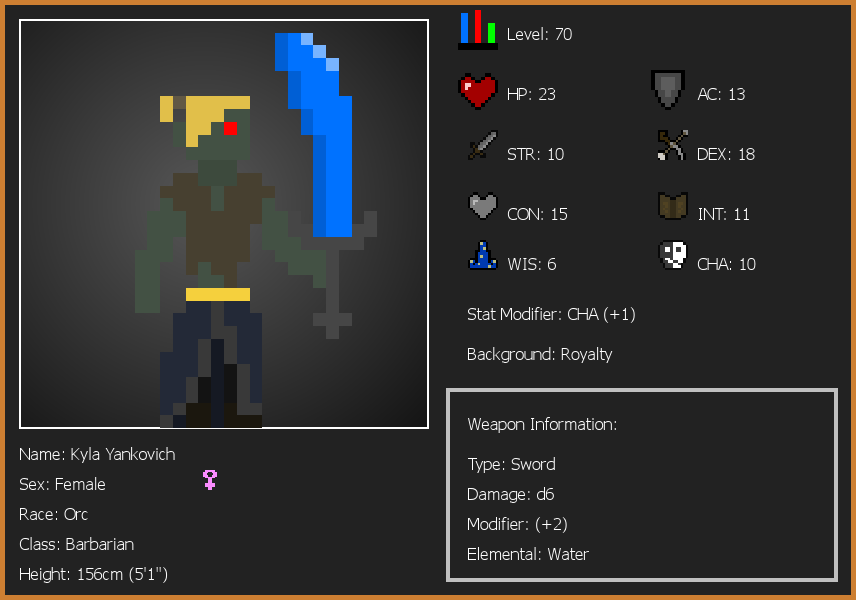 Level: 70
HP: 23
AC: 13
STR: 10
DEX: 18
CON: 15
INT: 11
WIS: 6
CHA: 10
Stat Modifier: CHA (+1)
Background: Royalty
Weapon Information:
Type: Sword
Damage: d6
Modifier: (+2)
Elemental: Water
Name: Kyla Yankovich
Sex: Female
Race: Orc
Class: Barbarian
Height: 156cm (5'1")